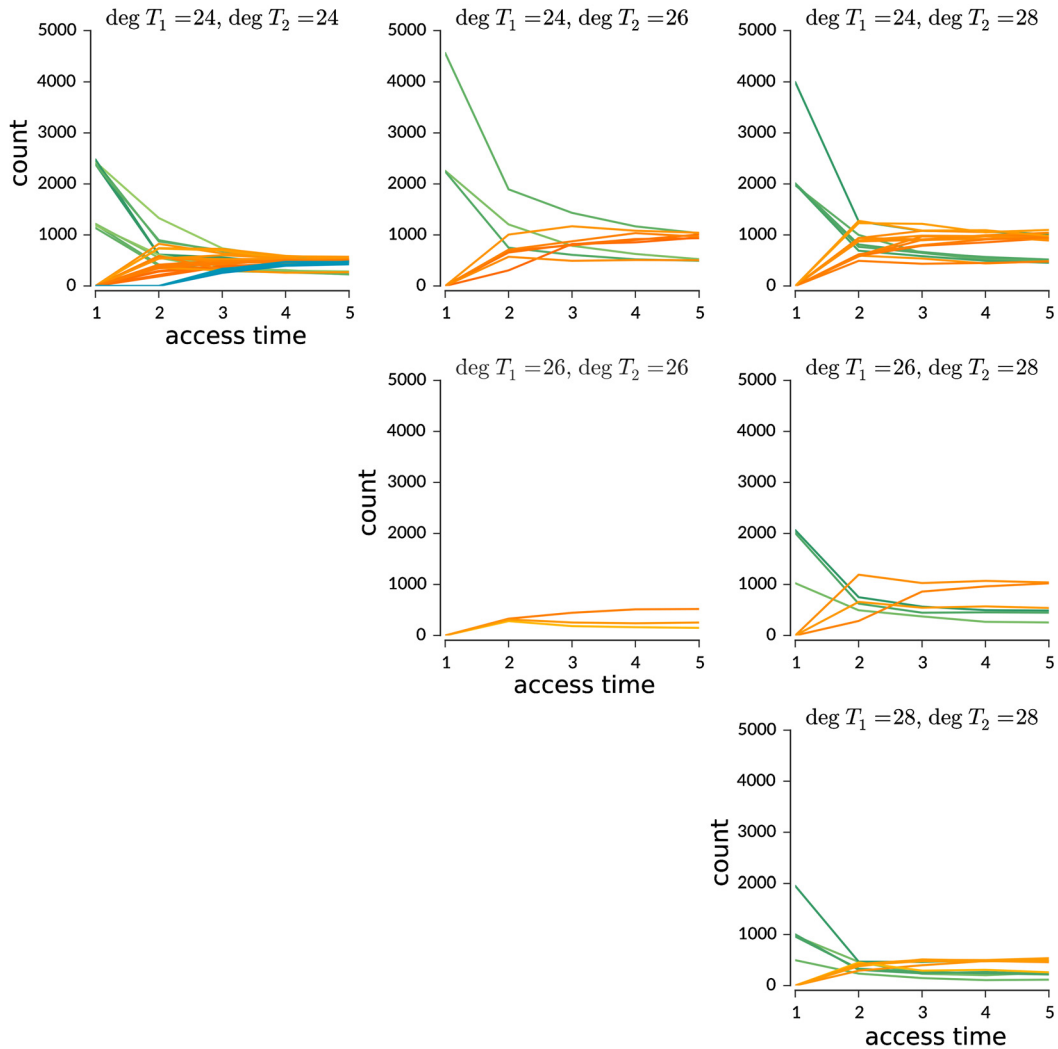 deg T1 =24, deg T2 =24
5000
4000
3000
2000
1000
0
count
1 2 3 4 5
access time
deg T1 =24, deg T2 =26
5000
4000
3000
2000
1000
0
1 2 3 4 5
deg T1 =24, deg T2 =28
5000
4000
3000
2000
1000
0
1 2 3 4 5
deg T1 =26, deg T2 =26
5000
4000
3000
2000
1000
0
count
1 2 3 4 5
access time
deg T1 =26, deg T2 =28
5000
4000
3000
2000
1000
0
1 2 3 4 5
deg T1 =28, deg T2 =28
5000
4000
3000
2000
1000
0
count
1 2 3 4 5
access time